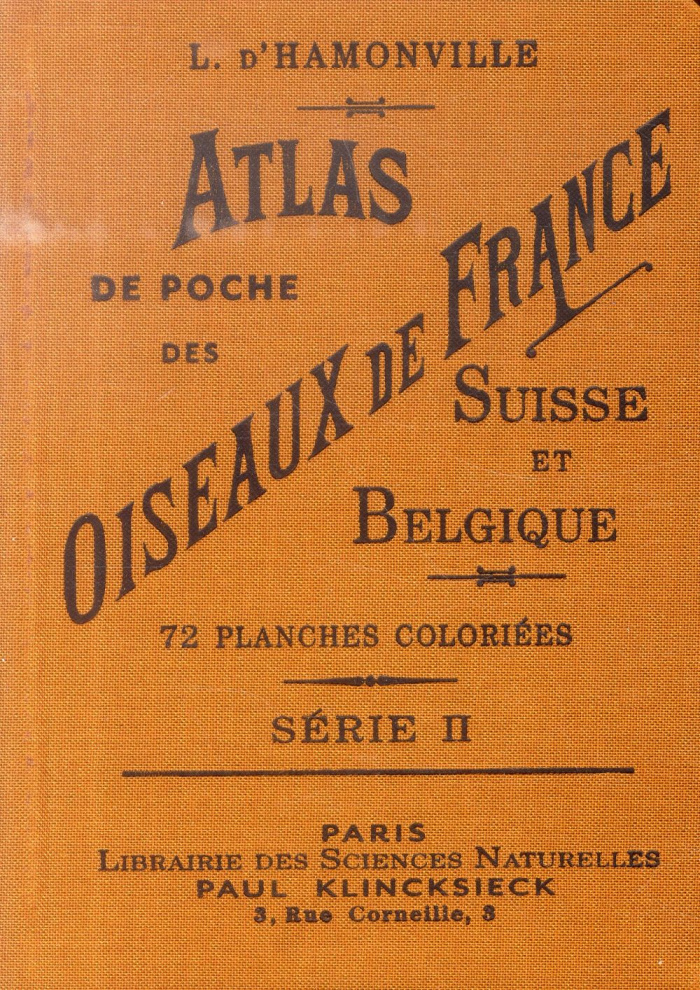 L. D'HAMONVILLE
ATLAS
DE POCHE
DES
OISEAUX DE FRANCE
SUISSE
ET
BELGIQUE
72 PLANCHES COLORIÉES
SÉRIE II
PARIS
LIBRAIRIE DES SCIENCES NATURELLES
PAUL KLINCKSIECK
3, Rue Corneille, 3